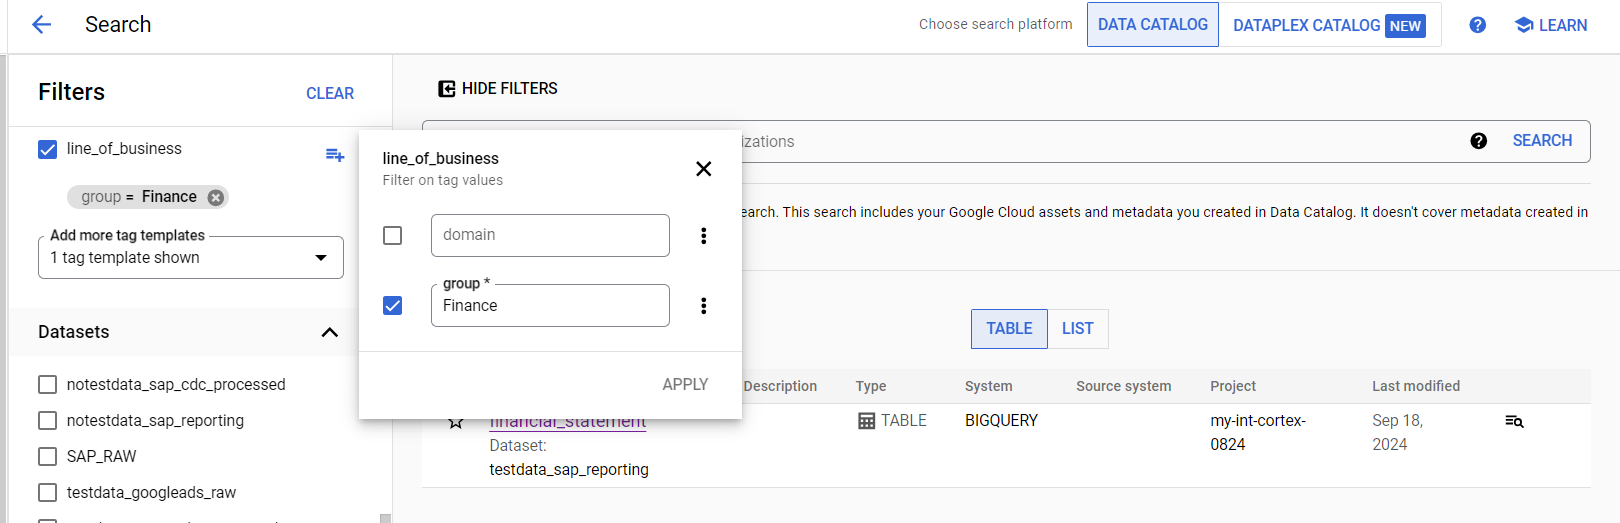 Search
Choose search platform
DATA CATALOG
DATAPLEX CATALOG NEW
LEARN
Filters
CLEAR
HIDE FILTERS
line_of_business
group = Finance
Add more tag templates
1 tag template shown
Datasets
notestdata_sap_cdc_processed
notestdata_sap_reporting
SAP_RAW
testdata_googleads_raw
line_of_business
Filter on tag values
domain
group *
Finance
APPLY
izations
SEARCH
earch. This search includes your Google Cloud assets and metadata you created in Data Catalog. It doesn't cover metadata created in
TABLE
LIST
Description
Type
System
Source system
Project
Last modified
financial_statement
Dataset:
testdata_sap_reporting
TABLE
BIGQUERY
my-int-cortex-
0824
Sep 18,
2024